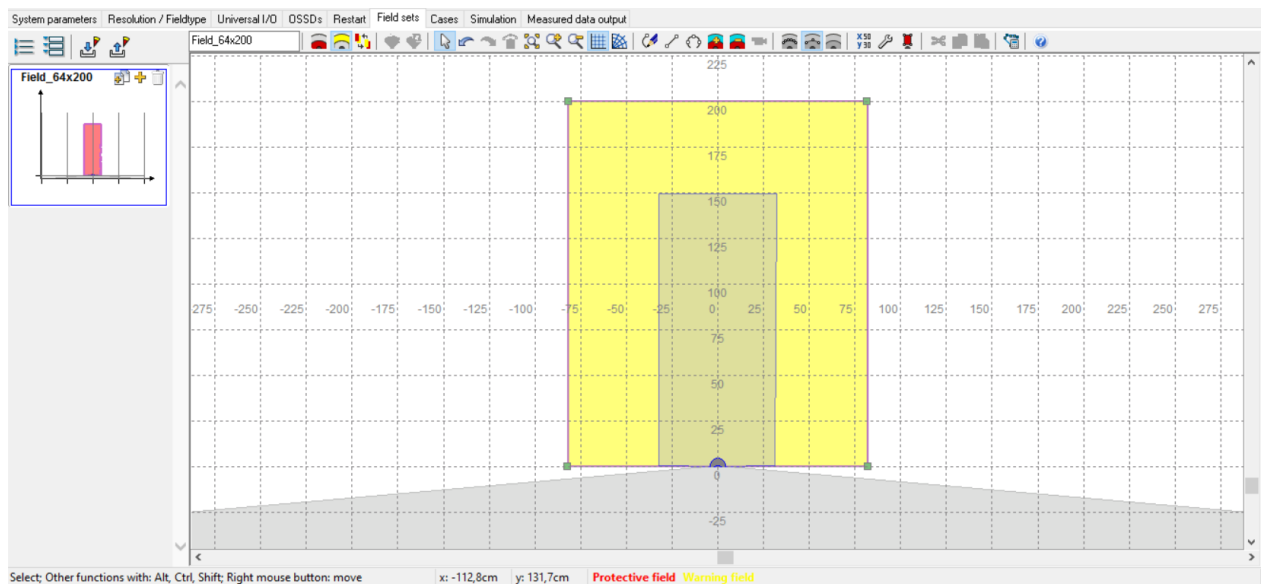 System parameters Resolution / Fieldtype Universal I/O OSSDs Restart Field sets Cases Simulation Measured data output
Field_64x200
Field_64x200
225
200
175
150
125
100
275 -250 -225 -200 -175 -150 -125 -100 -75 -50 -25 0 25 50 75 100 125 150 175 200 225 250 275
75
50
25
0
-25
Select; Other functions with: Alt, Ctrl, Shift; Right mouse button: move x: -112,8cm y: 131,7cm Protective field Warning field